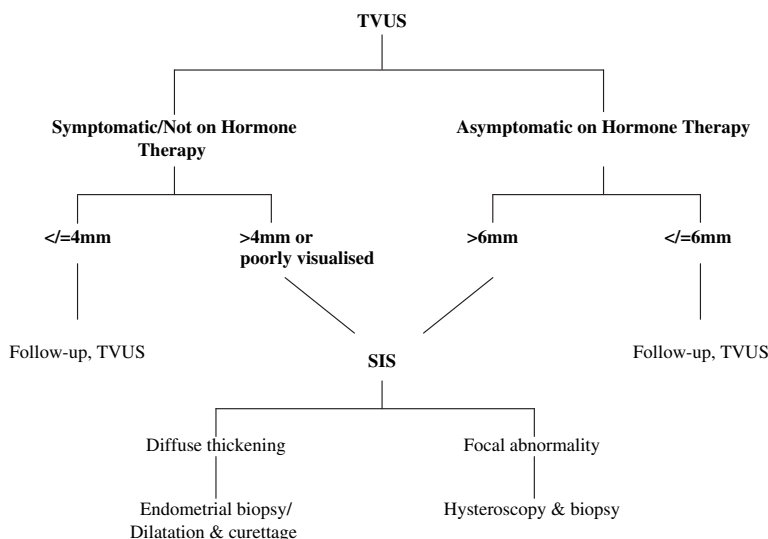 TVUS
Symptomatic/Not on Hormone
Therapy
Asymptomatic on Hormone Therapy
</=4mm
>4mm or
poorly visualised
>6mm
</=6mm
Follow-up, TVUS
Follow-up, TVUS
SIS
Diffuse thickening
Focal abnormality
Endometrial biopsy/
Dilatation & curettage
Hysteroscopy & biopsy